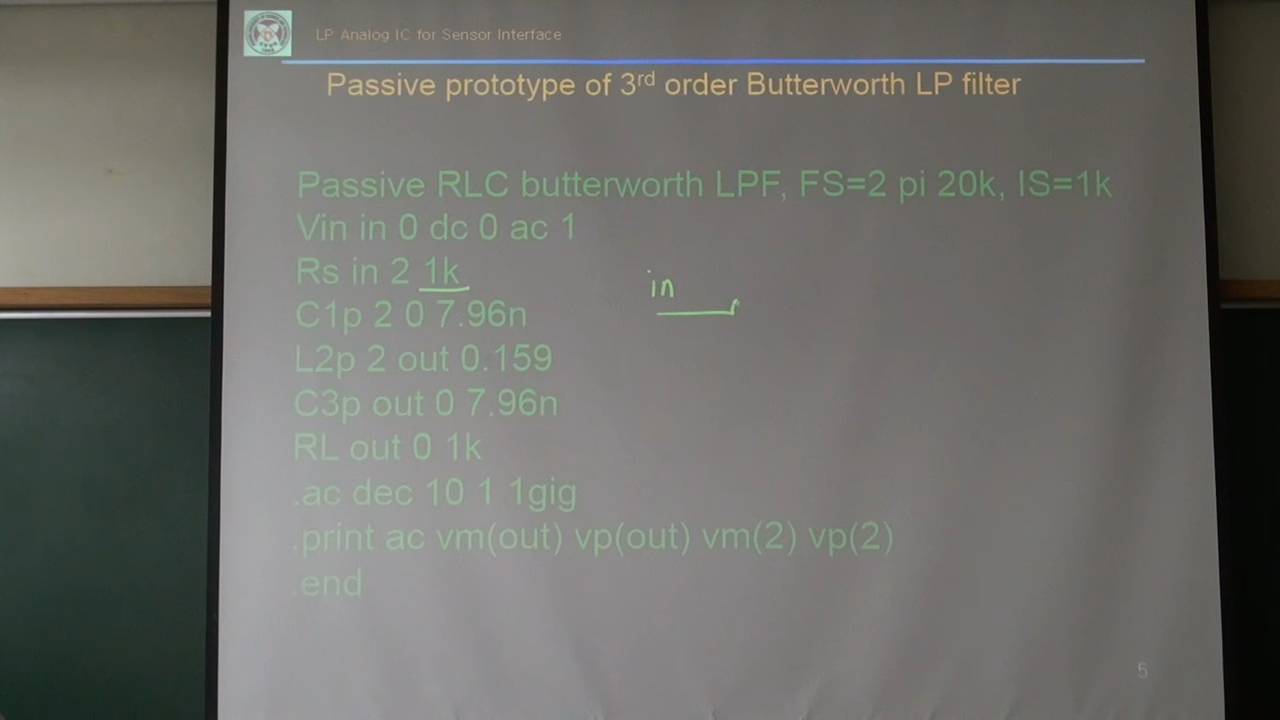 LP Analog IC for Sensor Interface
Passive prototype of 3rd order Butterworth LP filter
Passive RLC butterworth LPF, FS=2 pi 20k, IS=1k
Vin in 0 dc 0 ac 1
Rs in 2 1k
in
C1p 2 0 7.96n
L2p 2 out 0.159
C3p out 0 7.96n
RL out 0 1k
.ac dec 10 1 1gig
.print ac vm(out) vp(out) vm(2) vp(2)
.end
5